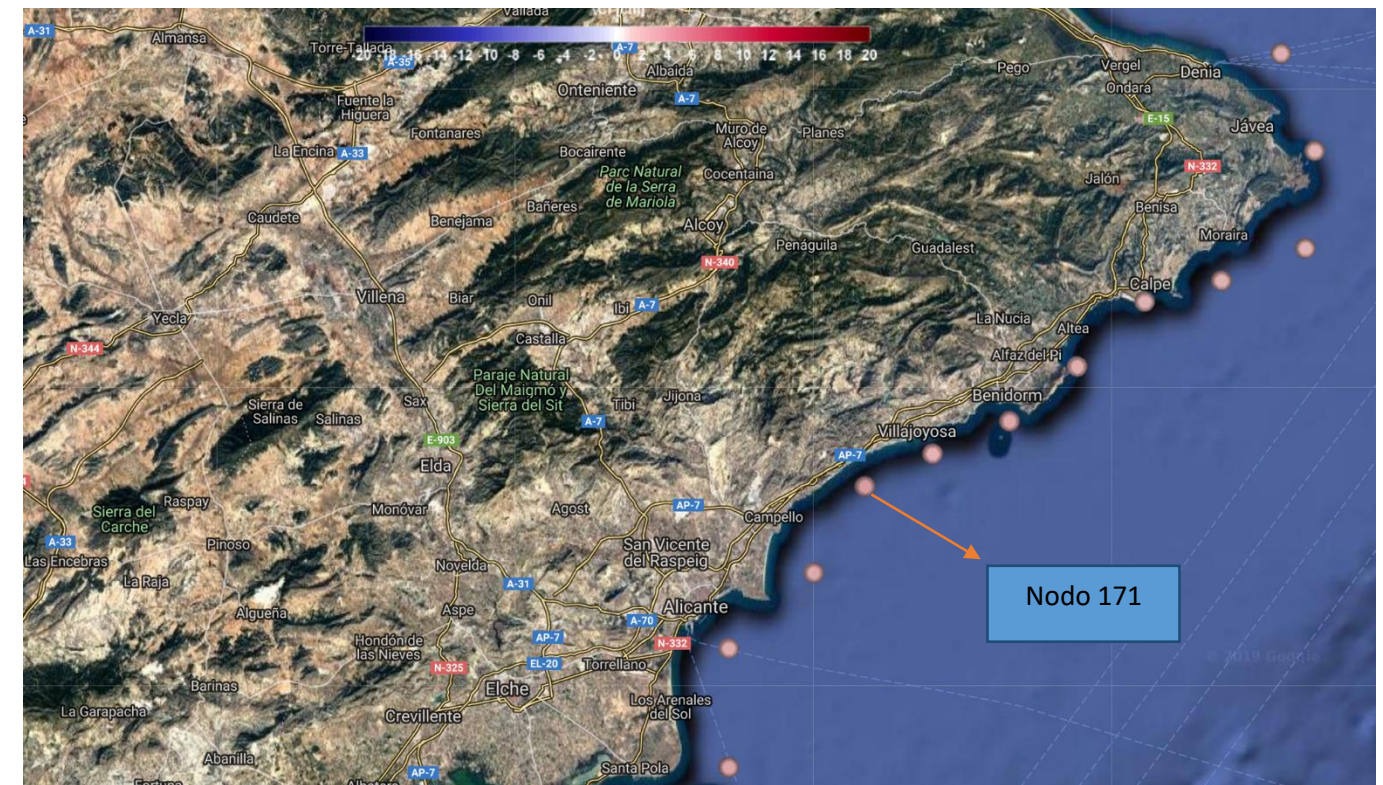 Vallada
A-31
Almansa
Torre-Tallada
A-7
-20 -18 -16 -14 -12 -10 -8 -6 -4 -2 0 2 4 6 8 10 12 14 16 18 20
A-35
Albaida
Pego
Vergel
Denia
Onteniente
Ondara
A-7
Fuente la
Higuera
E-15
Jávea
Fontanares
Muro de
Alcoy
Planes
La Encina
A-33
Bocairente
Parc Natural
de la Serra
de Mariola
Cocentaina
N-332
Jalón
Caudete
Benejama
Bañeres
Alcoy
Benisa
Penáguila
Guadalest
Moraira
N-340
Calpe
Villena
Biar
Onil
Ibi
A-7
Yecla
La Nucia
Altea
Castalla
N-344
Alfaz del Pi
Paraje Natural
Del Maigmó y
Sierra del Sit
Sax
Tibi
Jijona
Benidorm
Sierra de
Salinas
Salinas
A-7
Villajoyosa
E-903
AP-7
Elda
Raspay
Monóvar
Agost
AP-7
Campello
Sierra del
Carche
A-33
Pinoso
San Vicente
del Raspeig
Las Encebras
Novelda
La Raja
A-31
Nodo 171
Algueña
Aspe
Alicante
A-70
Hondón de
las Nieves
AP-7
N-332
N-325
EL-20
Torrellano
© 2019 Google
Barinas
Elche
La Garapacha
Los Arenales
del Sol
Crevillente
Abanilla
AP-7
Santa Pola